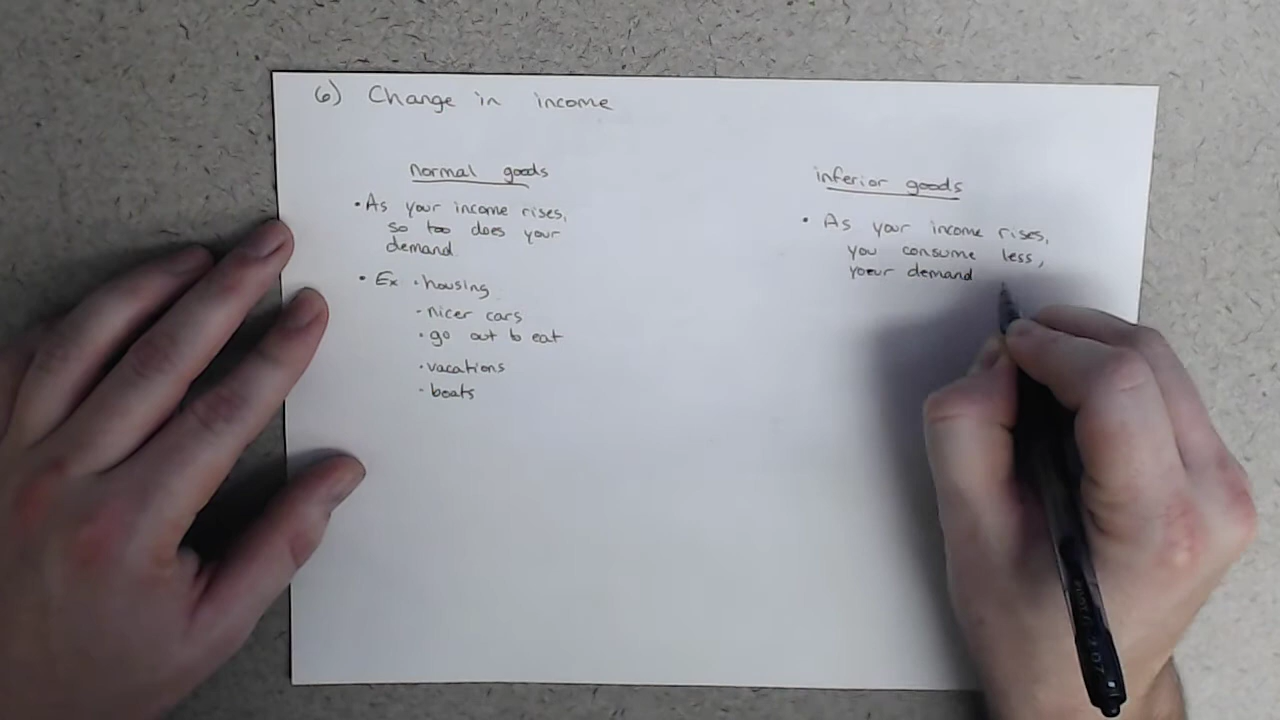 6) Change in income
normal goods
• As your income rises,
so too does your
demand
• Ex • housing
- nicer cars
• go out to eat
• vacations
- boats
inferior goods
• As your income rises,
you consume less,
your demand